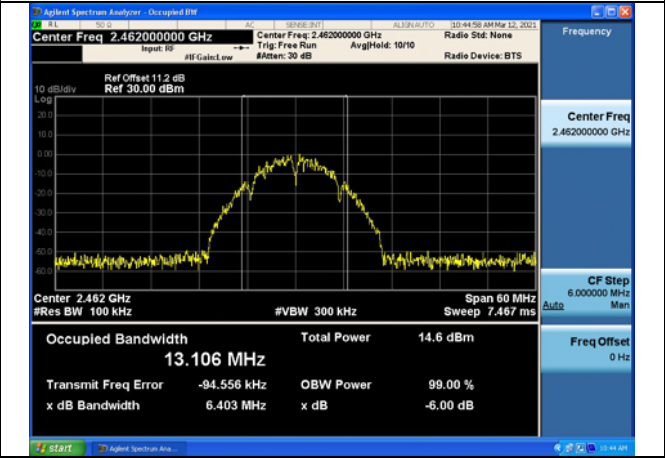 Agilent Spectrum Analyzer - Occupied BW
RL 50 Ω AC SENSE:INT ALIGN AUTO 10:44:58 AM Mar 12, 2021
Center Freq 2.462000000 GHz Center Freq: 2.462000000 GHz Radio Std: None
Input: RF Trig: Free Run Avg|Hold: 10/10
#IFGain:Low #Atten: 30 dB Radio Device: BTS
Frequency
Ref Offset 11.2 dB
10 dB/div Ref 30.00 dBm
Log
20.0
10.0
0.00
-10.0
-20.0
-30.0
-40.0
-50.0
-60.0
Center Freq
2.462000000 GHz
Center 2.462 GHz Span 60 MHz
#Res BW 100 kHz #VBW 300 kHz Sweep 7.467 ms
CF Step
6.000000 MHz
Auto Man
Occupied Bandwidth Total Power 14.6 dBm
13.106 MHz
Transmit Freq Error -94.556 kHz OBW Power 99.00 %
x dB Bandwidth 6.403 MHz x dB -6.00 dB
Freq Offset
0 Hz
start Agilent Spectrum Ana... 10:44 AM